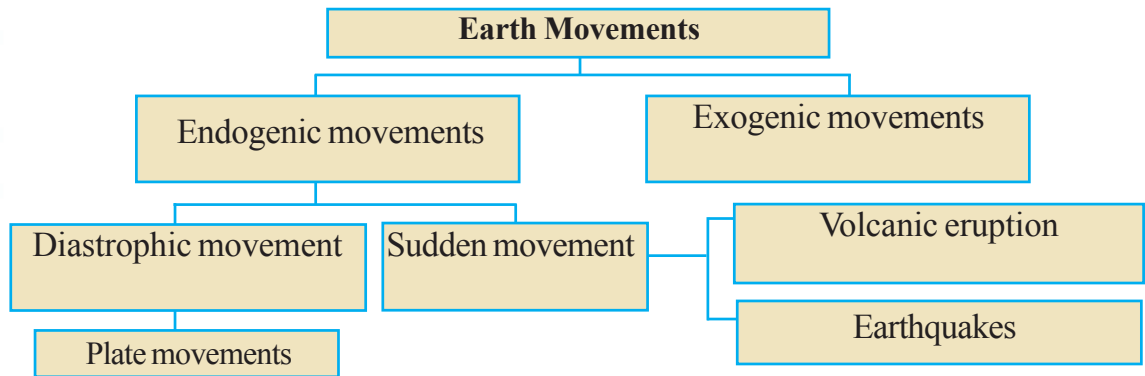 Earth Movements
Endogenic movements
Exogenic movements
Diastrophic movement
Sudden movement
Volcanic eruption
Earthquakes
Plate movements